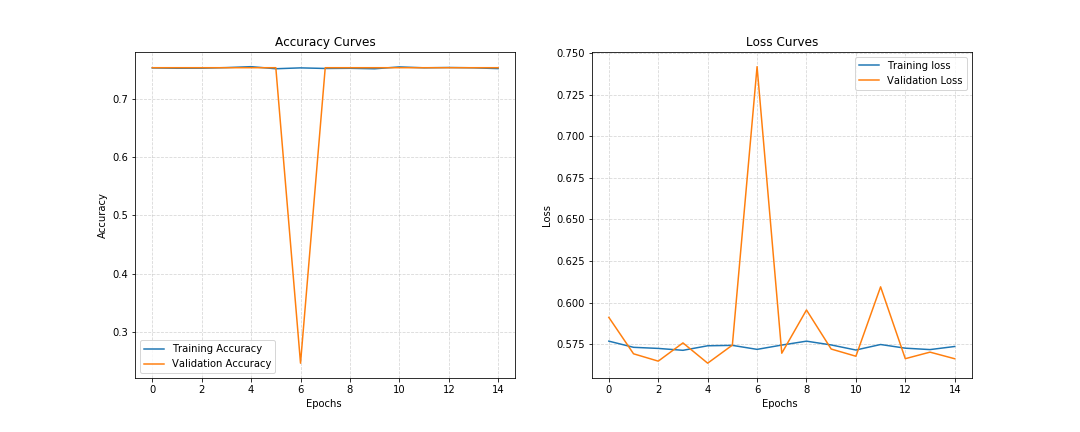 Accuracy Curves
Accuracy
0.7
0.6
0.5
0.4
0.3
Training Accuracy
Validation Accuracy
0 2 4 6 8 10 12 14
Epochs
Loss Curves
Loss
0.750
0.725
0.700
0.675
0.650
0.625
0.600
0.575
Training loss
Validation Loss
0 2 4 6 8 10 12 14
Epochs